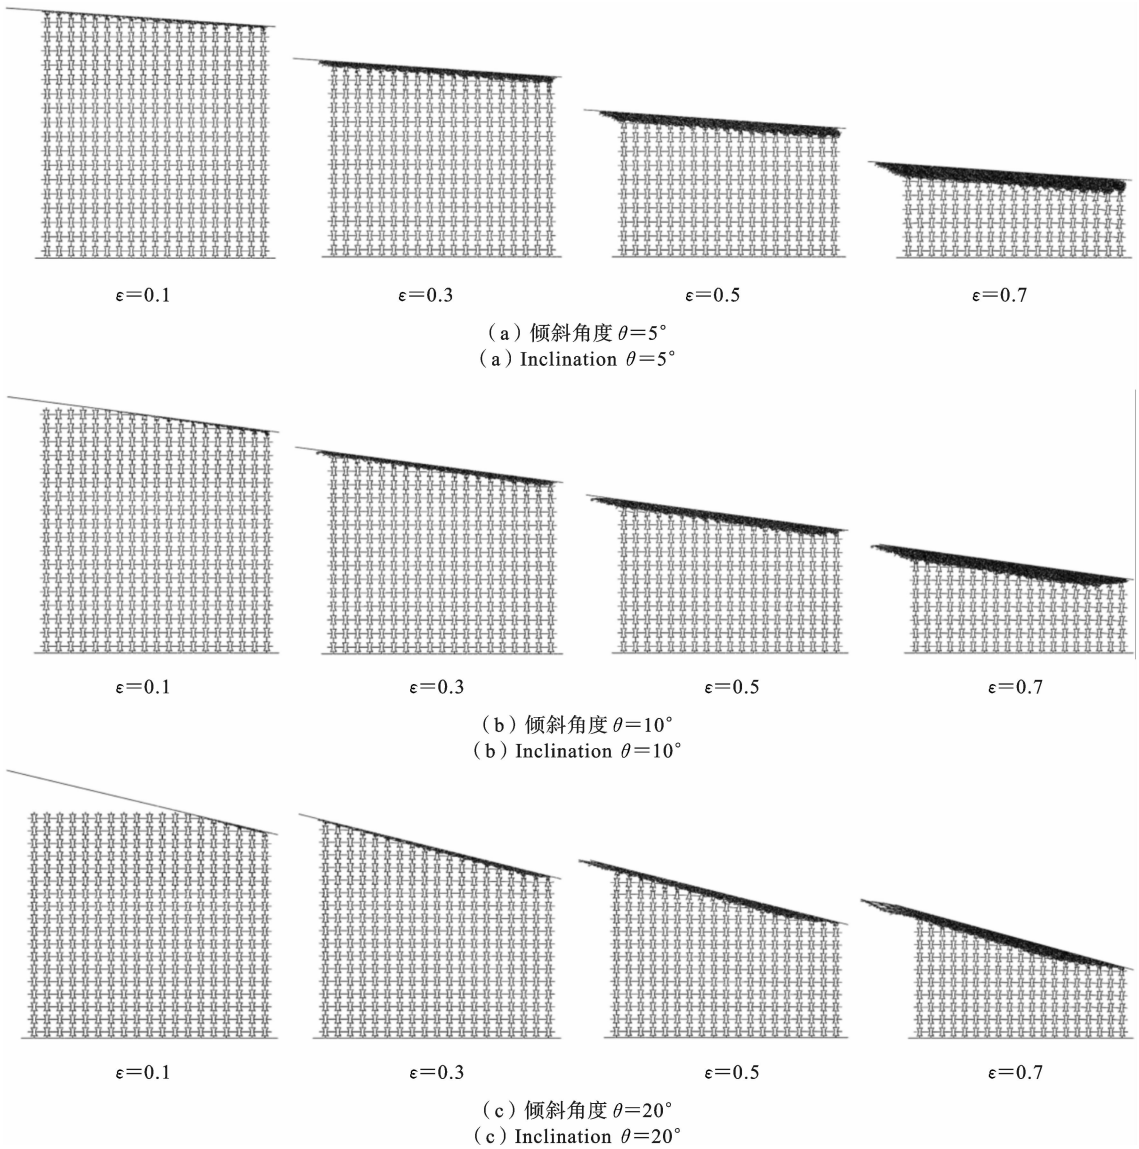 ε=0.1 ε=0.3 ε=0.5 ε=0.7
（a）倾斜角度 θ=5°
（a）Inclination θ=5°
ε=0.1 ε=0.3 ε=0.5 ε=0.7
（b）倾斜角度 θ=10°
（b）Inclination θ=10°
ε=0.1 ε=0.3 ε=0.5 ε=0.7
（c）倾斜角度 θ=20°
（c）Inclination θ=20°